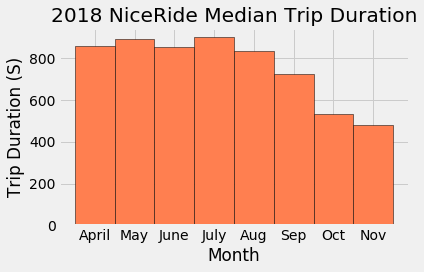 2018 NiceRide Median Trip Duration
Trip Duration (S)
800
600
400
200
0
April May June July Aug Sep Oct Nov
Month